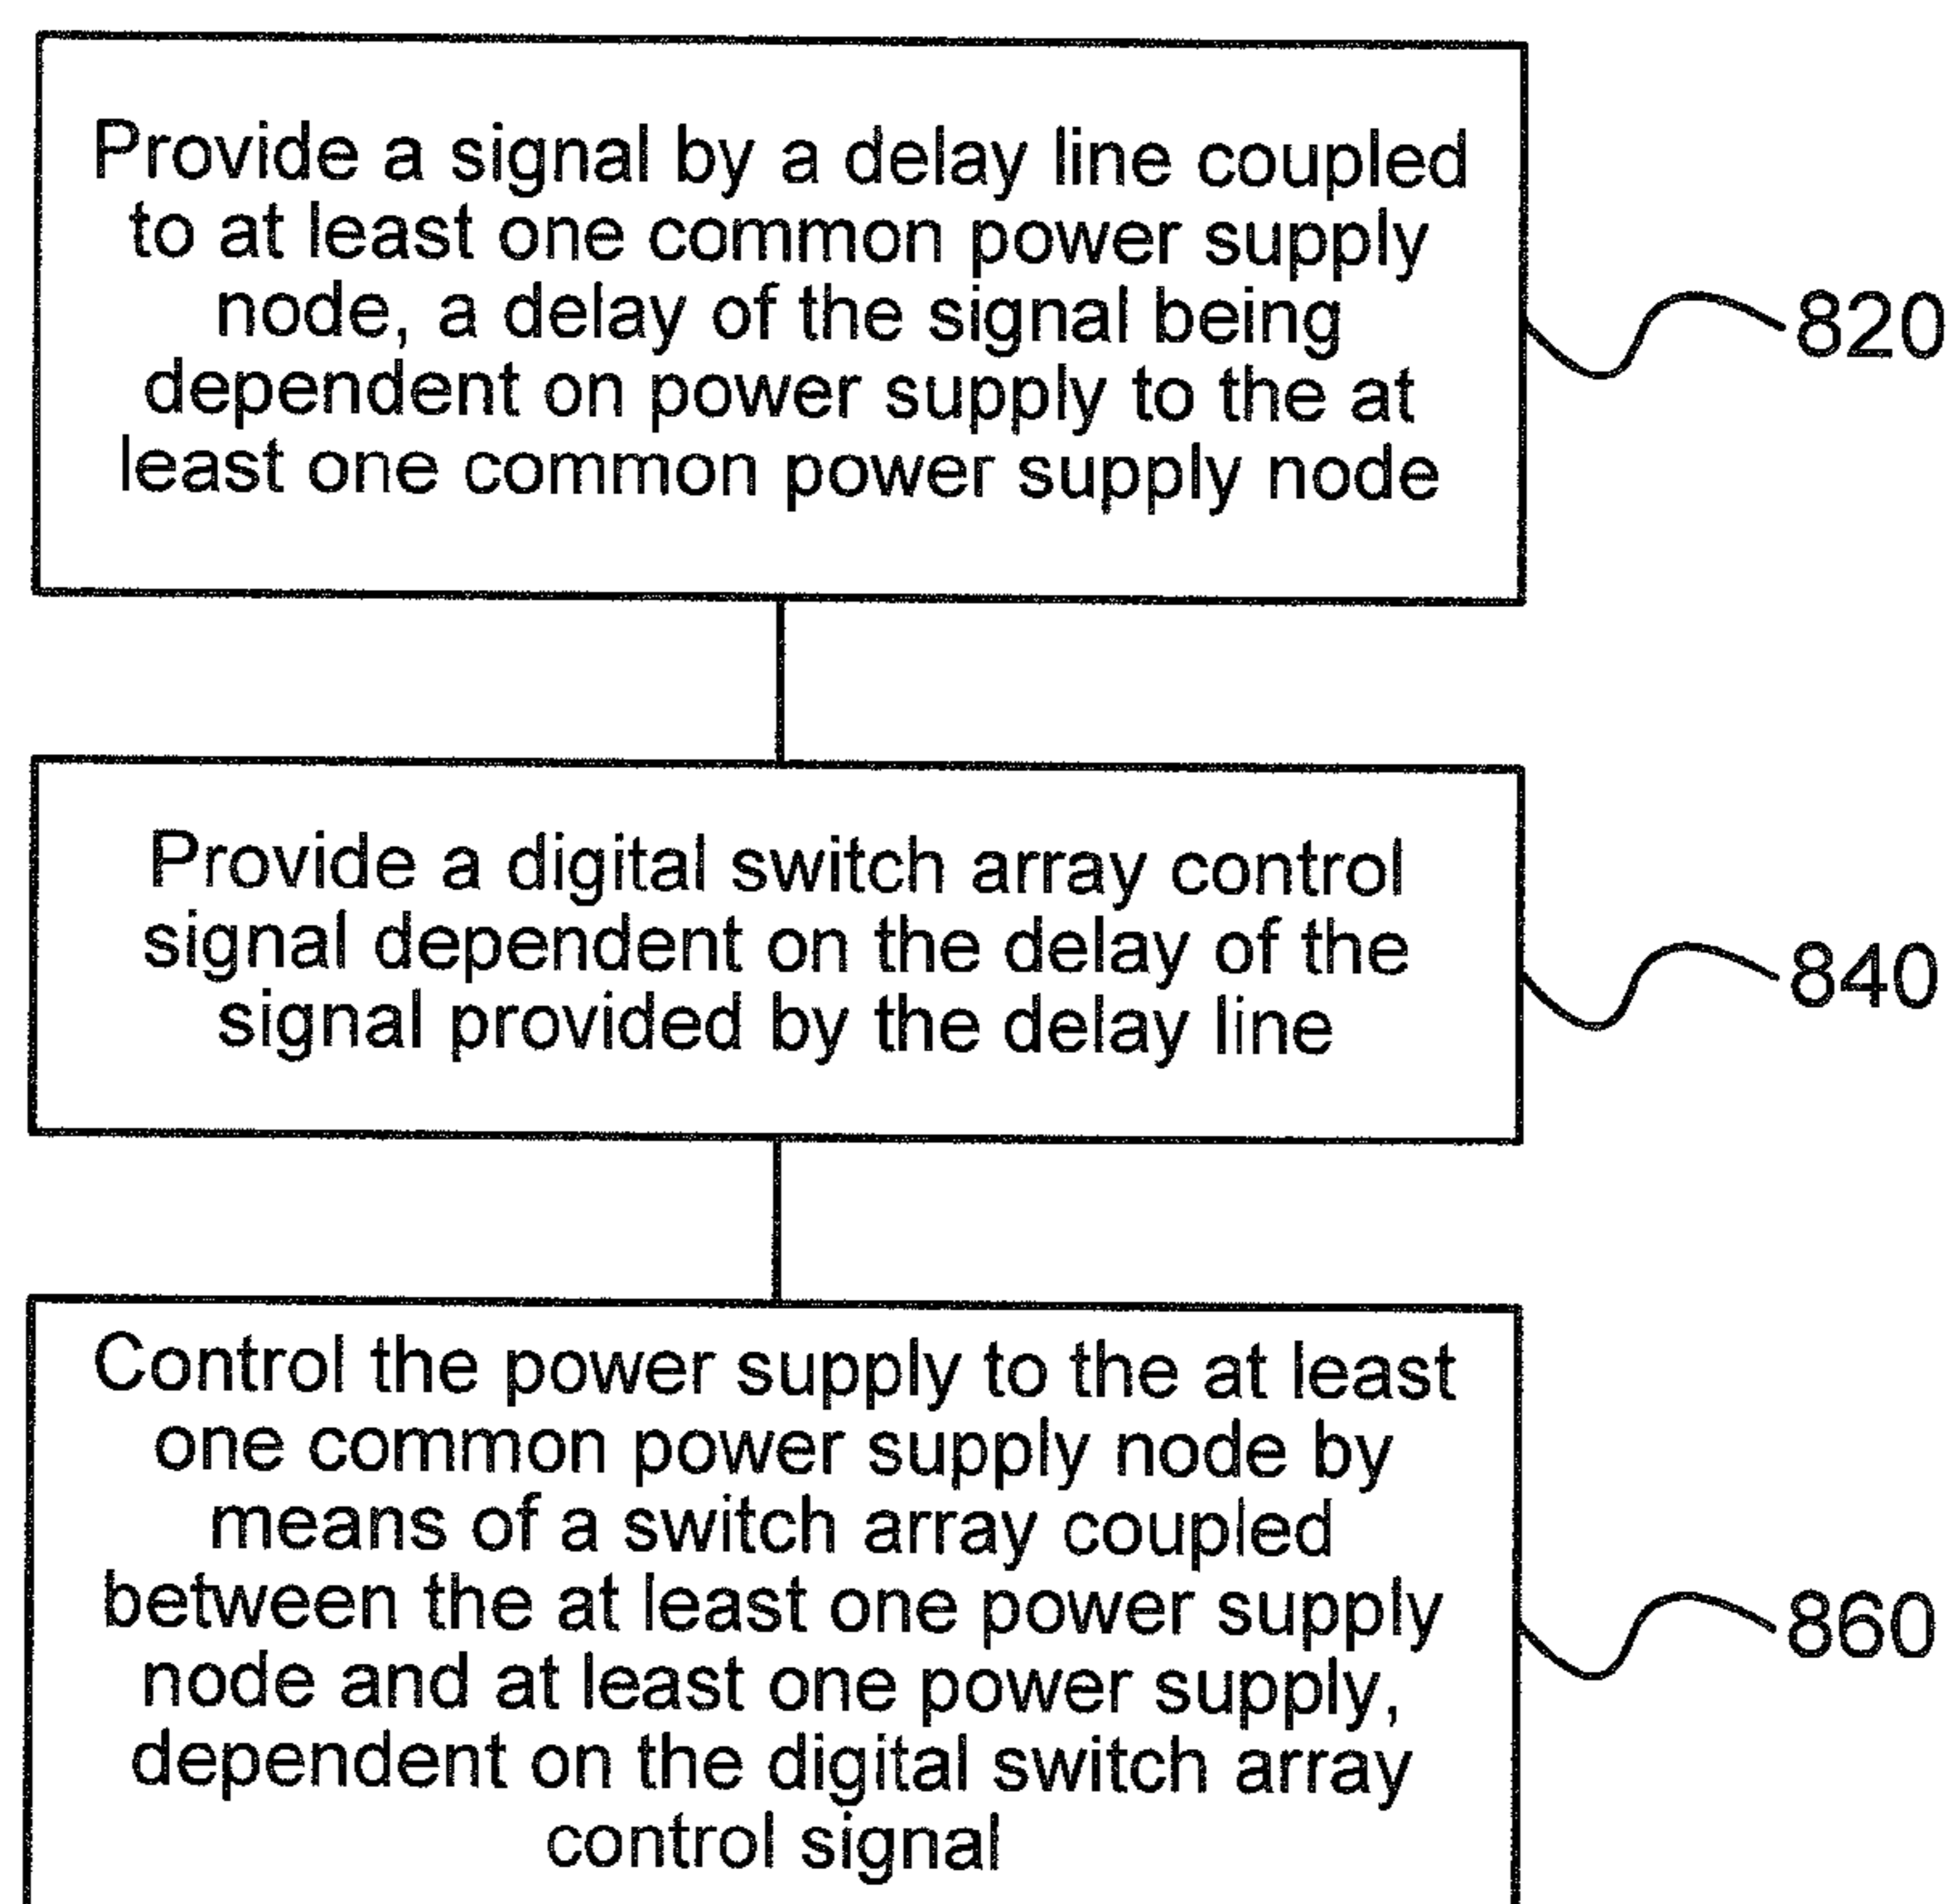 Provide a signal by a delay line coupled
to at least one common power supply
node, a delay of the signal being
dependent on power supply to the at
least one common power supply node
820
Provide a digital switch array control
signal dependent on the delay of the
signal provided by the delay line
840
Control the power supply to the at least
one common power supply node by
means of a switch array coupled
between the at least one power supply
node and at least one power supply,
dependent on the digital switch array
control signal
860